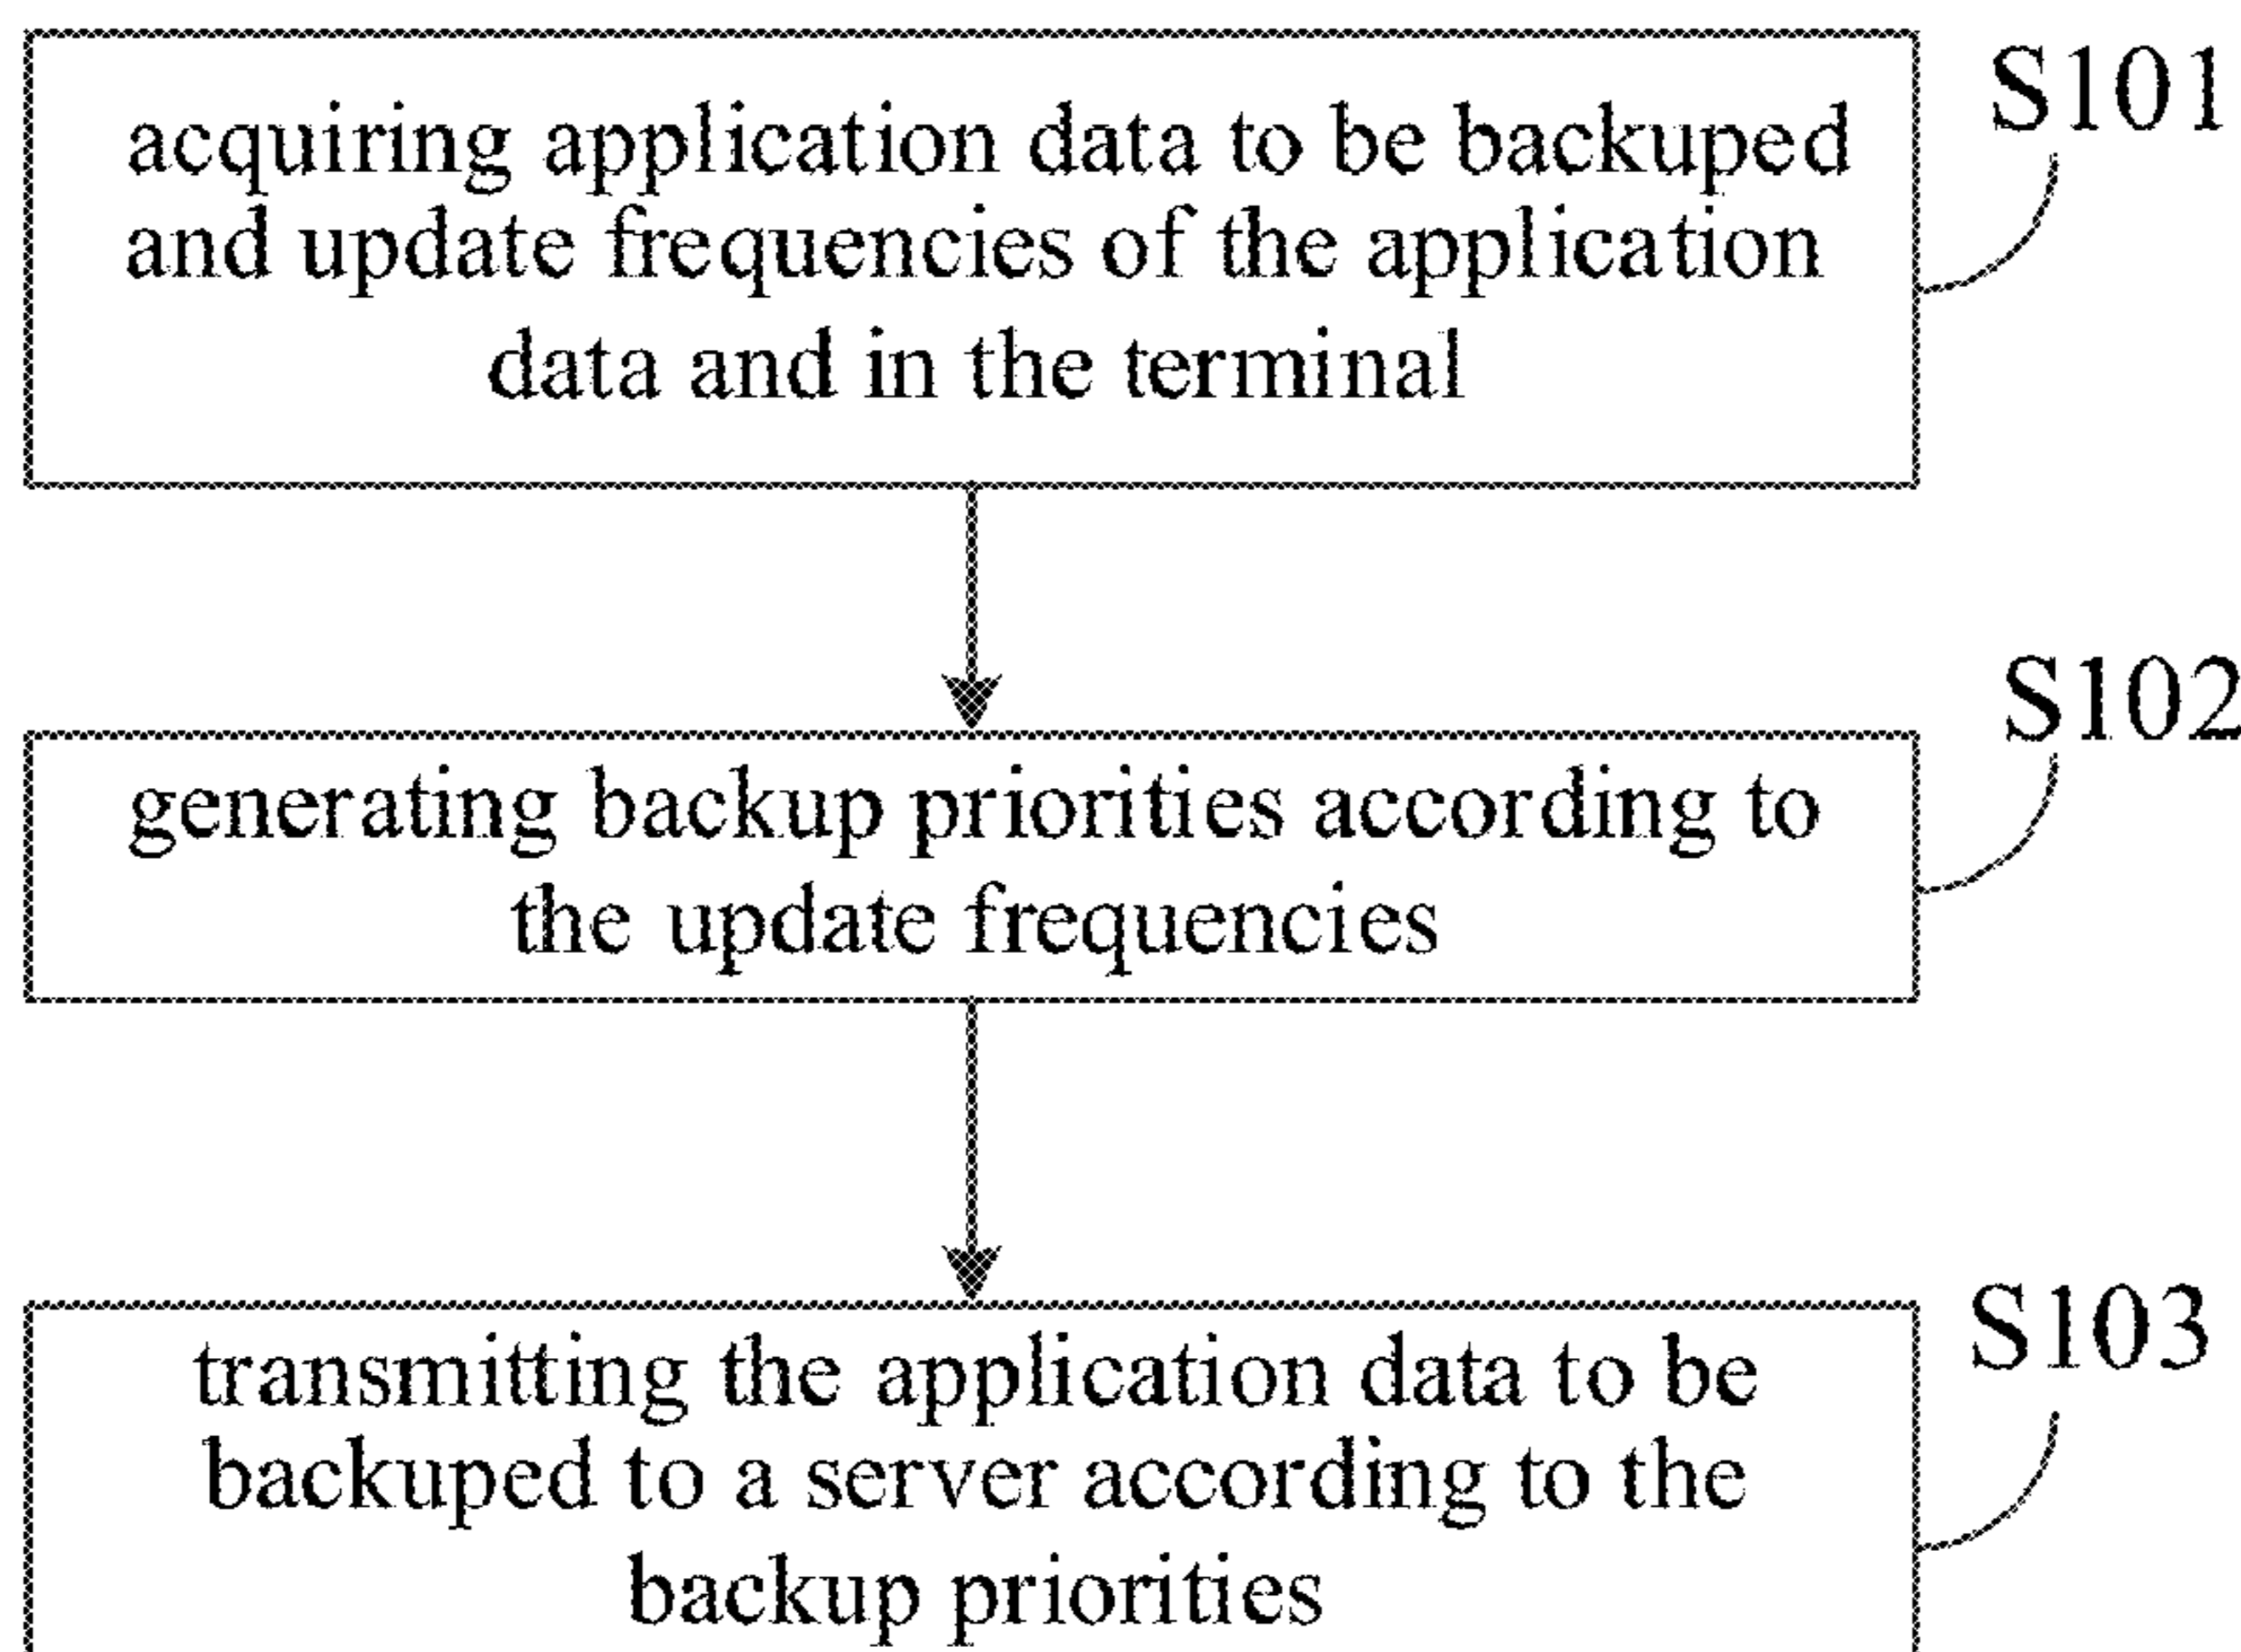 acquiring application data to be backuped
and update frequencies of the application
data and in the terminal
S101
generating backup priorities according to
the update frequencies
S102
transmitting the application data to be
backuped to a server according to the
backup priorities
S103